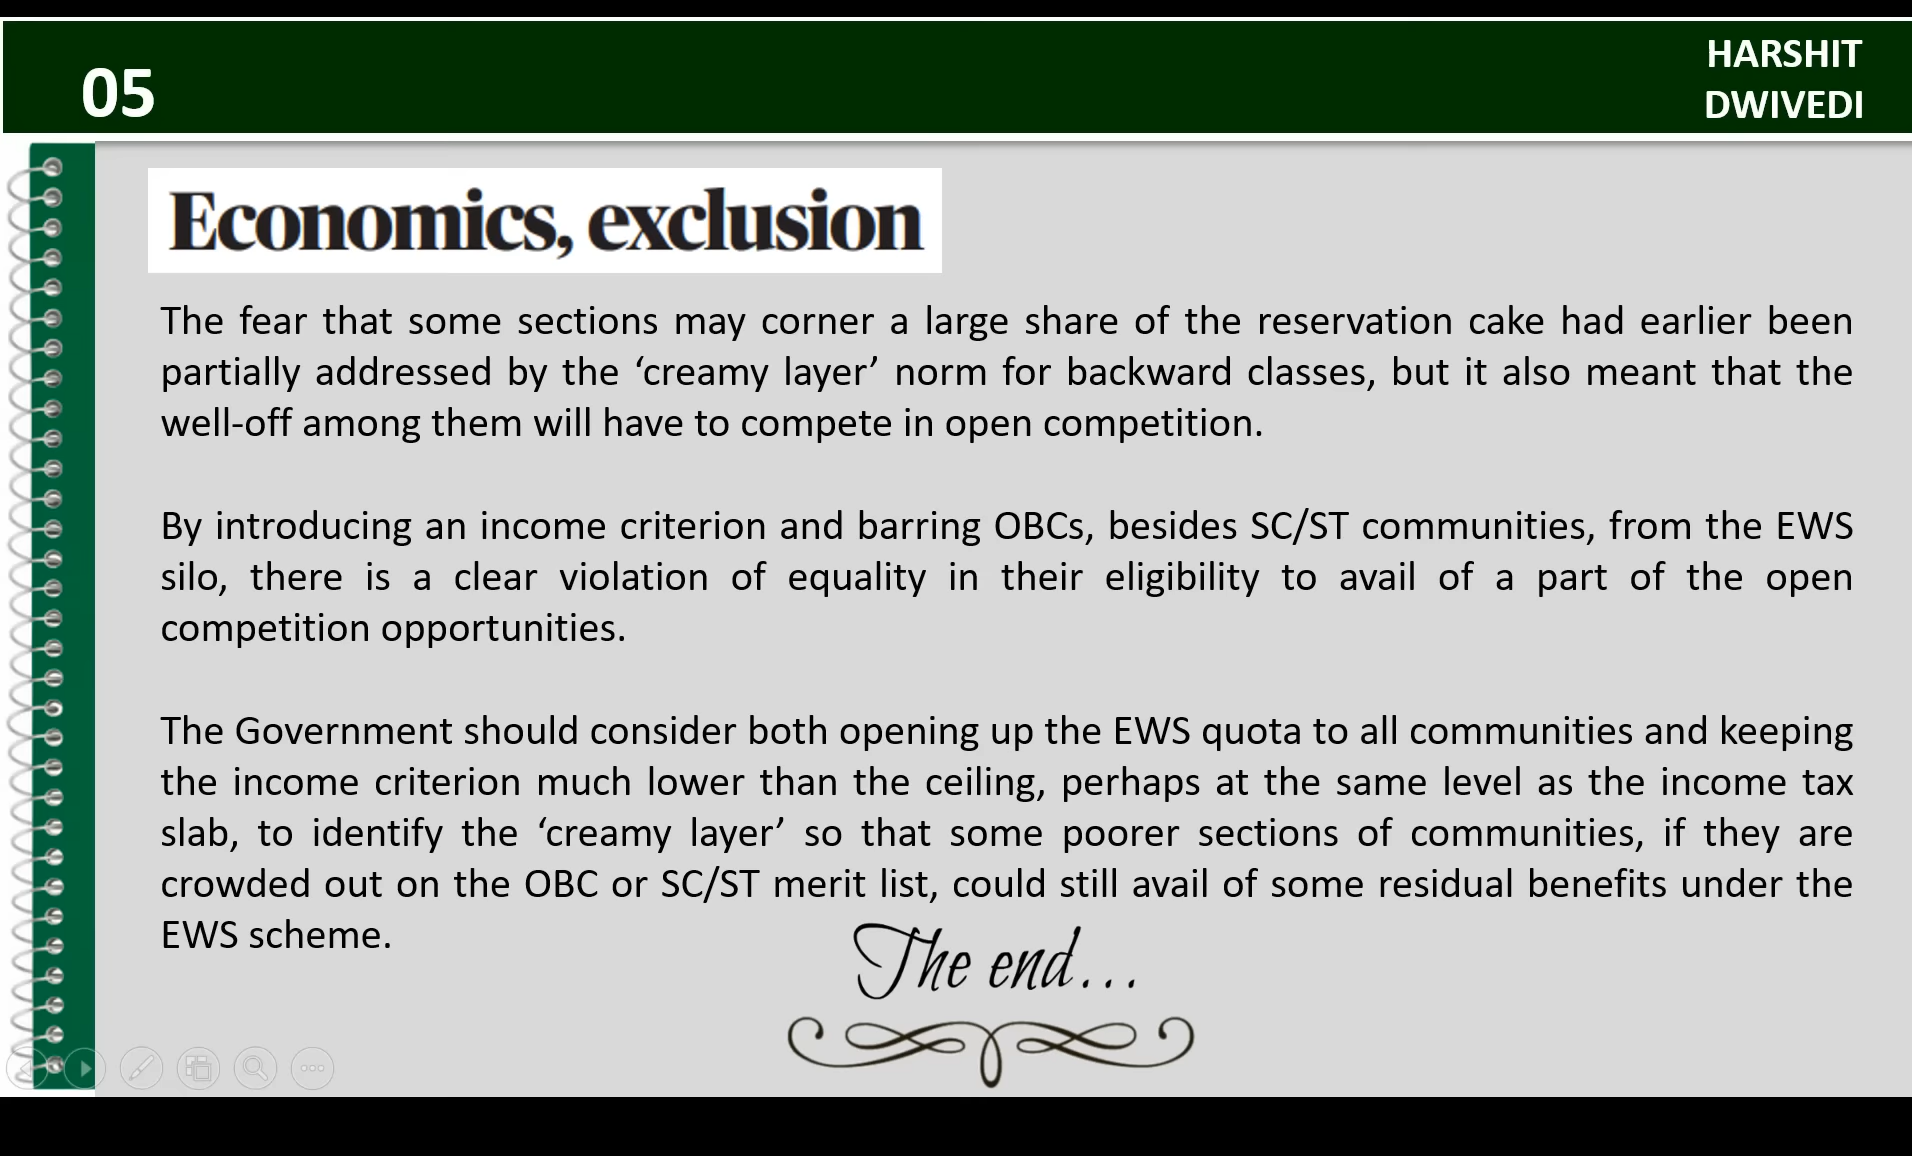 05
HARSHIT
DWIVEDI
Economics, exclusion
The fear that some sections may corner a large share of the reservation cake had earlier been
partially addressed by the ‘creamy layer’ norm for backward classes, but it also meant that the
well-off among them will have to compete in open competition.
By introducing an income criterion and barring OBCs, besides SC/ST communities, from the EWS
silo, there is a clear violation of equality in their eligibility to avail of a part of the open
competition opportunities.
The Government should consider both opening up the EWS quota to all communities and keeping
the income criterion much lower than the ceiling, perhaps at the same level as the income tax
slab, to identify the ‘creamy layer’ so that some poorer sections of communities, if they are
crowded out on the OBC or SC/ST merit list, could still avail of some residual benefits under the
EWS scheme.
The end...